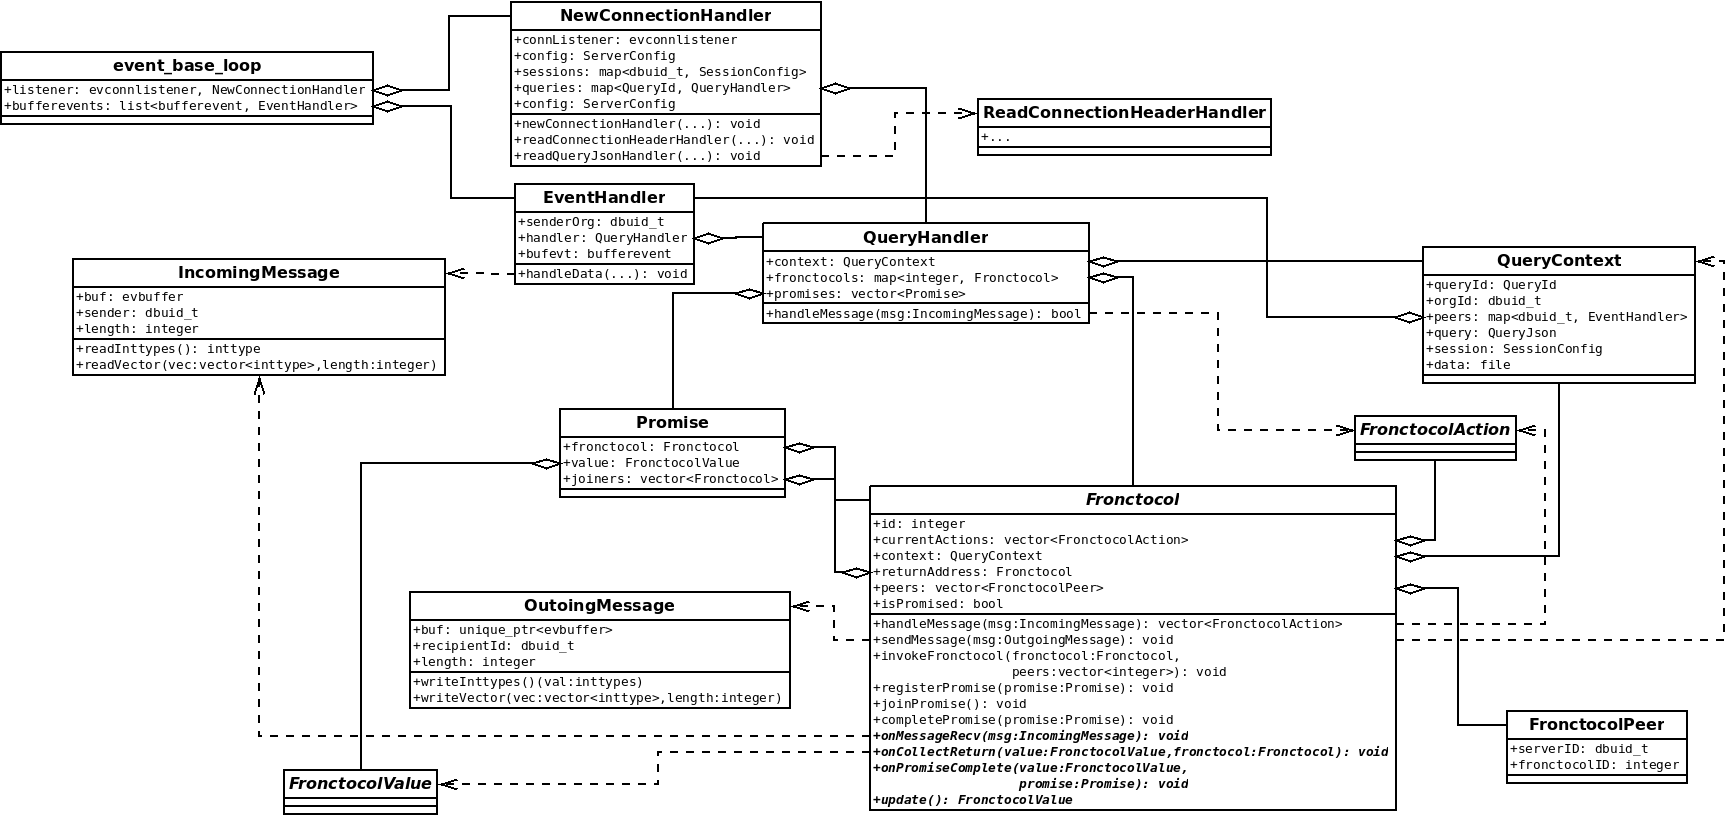 NewConnectionHandler
+connListener: evconnlistener
+config: ServerConfig
+sessions: map<dbuid_t, SessionConfig>
+queries: map<QueryId, QueryHandler>
+config: ServerConfig
+newConnectionHandler(...): void
+readConnectionHeaderHandler(...): void
+readQueryJsonHandler(...): void
event_base_loop
+listener: evconnlistener, NewConnectionHandler
+bufferevents: list<bufferevent, EventHandler>
ReadConnectionHeaderHandler
+...
EventHandler
+senderOrg: dbuid_t
+handler: QueryHandler
+bufevt: bufferevent
+handleData(...): void
QueryHandler
+context: QueryContext
+fronctocols: map<integer, Fronctocol>
+promises: vector<Promise>
+handleMessage(msg:IncomingMessage): bool
QueryContext
+queryId: QueryId
+orgId: dbuid_t
+peers: map<dbuid_t, EventHandler>
+query: QueryJson
+session: SessionConfig
+data: file
IncomingMessage
+buf: evbuffer
+sender: dbuid_t
+length: integer
+readInttypes(): inttype
+readVector(vec:vector<inttype>,length:integer)
Promise
+fronctocol: Fronctocol
+value: FronctocolValue
+joiners: vector<Fronctocol>
FronctocolAction
Fronctocol
+id: integer
+currentActions: vector<FronctocolAction>
+context: QueryContext
+returnAddress: Fronctocol
+peers: vector<FronctocolPeer>
+isPromised: bool
+handleMessage(msg:IncomingMessage): vector<FronctocolAction>
+sendMessage(msg:OutgoingMessage): void
+invokeFronctocol(fronctocol:Fronctocol,
peers:vector<integer>): void
+registerPromise(promise:Promise): void
+joinPromise(): void
+completePromise(promise:Promise): void
+onMessageRecv(msg:IncomingMessage): void
+onCollectReturn(value:FronctocolValue,fronctocol:Fronctocol): void
+onPromiseComplete(value:FronctocolValue,
promise:Promise): void
+update(): FronctocolValue
OutoingMessage
+buf: unique_ptr<evbuffer>
+recipientId: dbuid_t
+length: integer
+writeInttypes()(val:inttypes)
+writeVector(vec:vector<inttype>,length:integer)
FronctocolPeer
+serverID: dbuid_t
+fronctocolID: integer
FronctocolValue